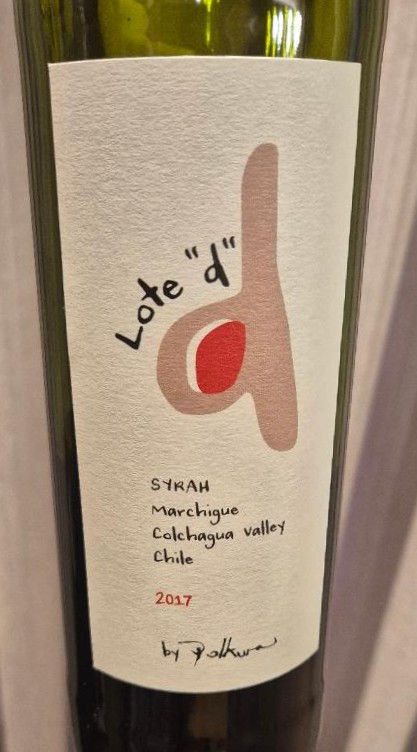 Lote "d"
d
SYRAH
Marchigue
Colchagua Valley
Chile
2017
by Polkura